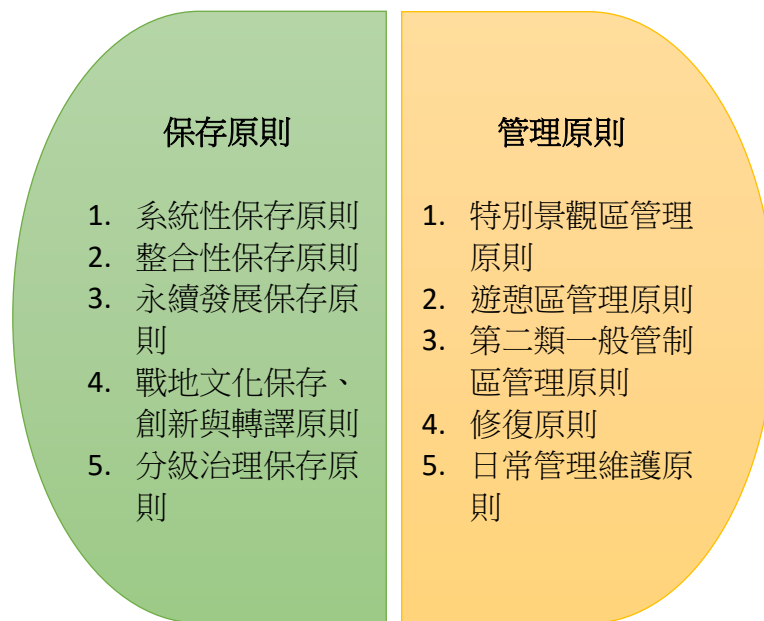 保存原則
1. 系統性保存原則
2. 整合性保存原則
3. 永續發展保存原
則
4. 戰地文化保存、
創新與轉譯原則
5. 分級治理保存原
則
管理原則
1. 特別景觀區管理
原則
2. 遊憩區管理原則
3. 第二類一般管制
區管理原則
4. 修復原則
5. 日常管理維護原
則